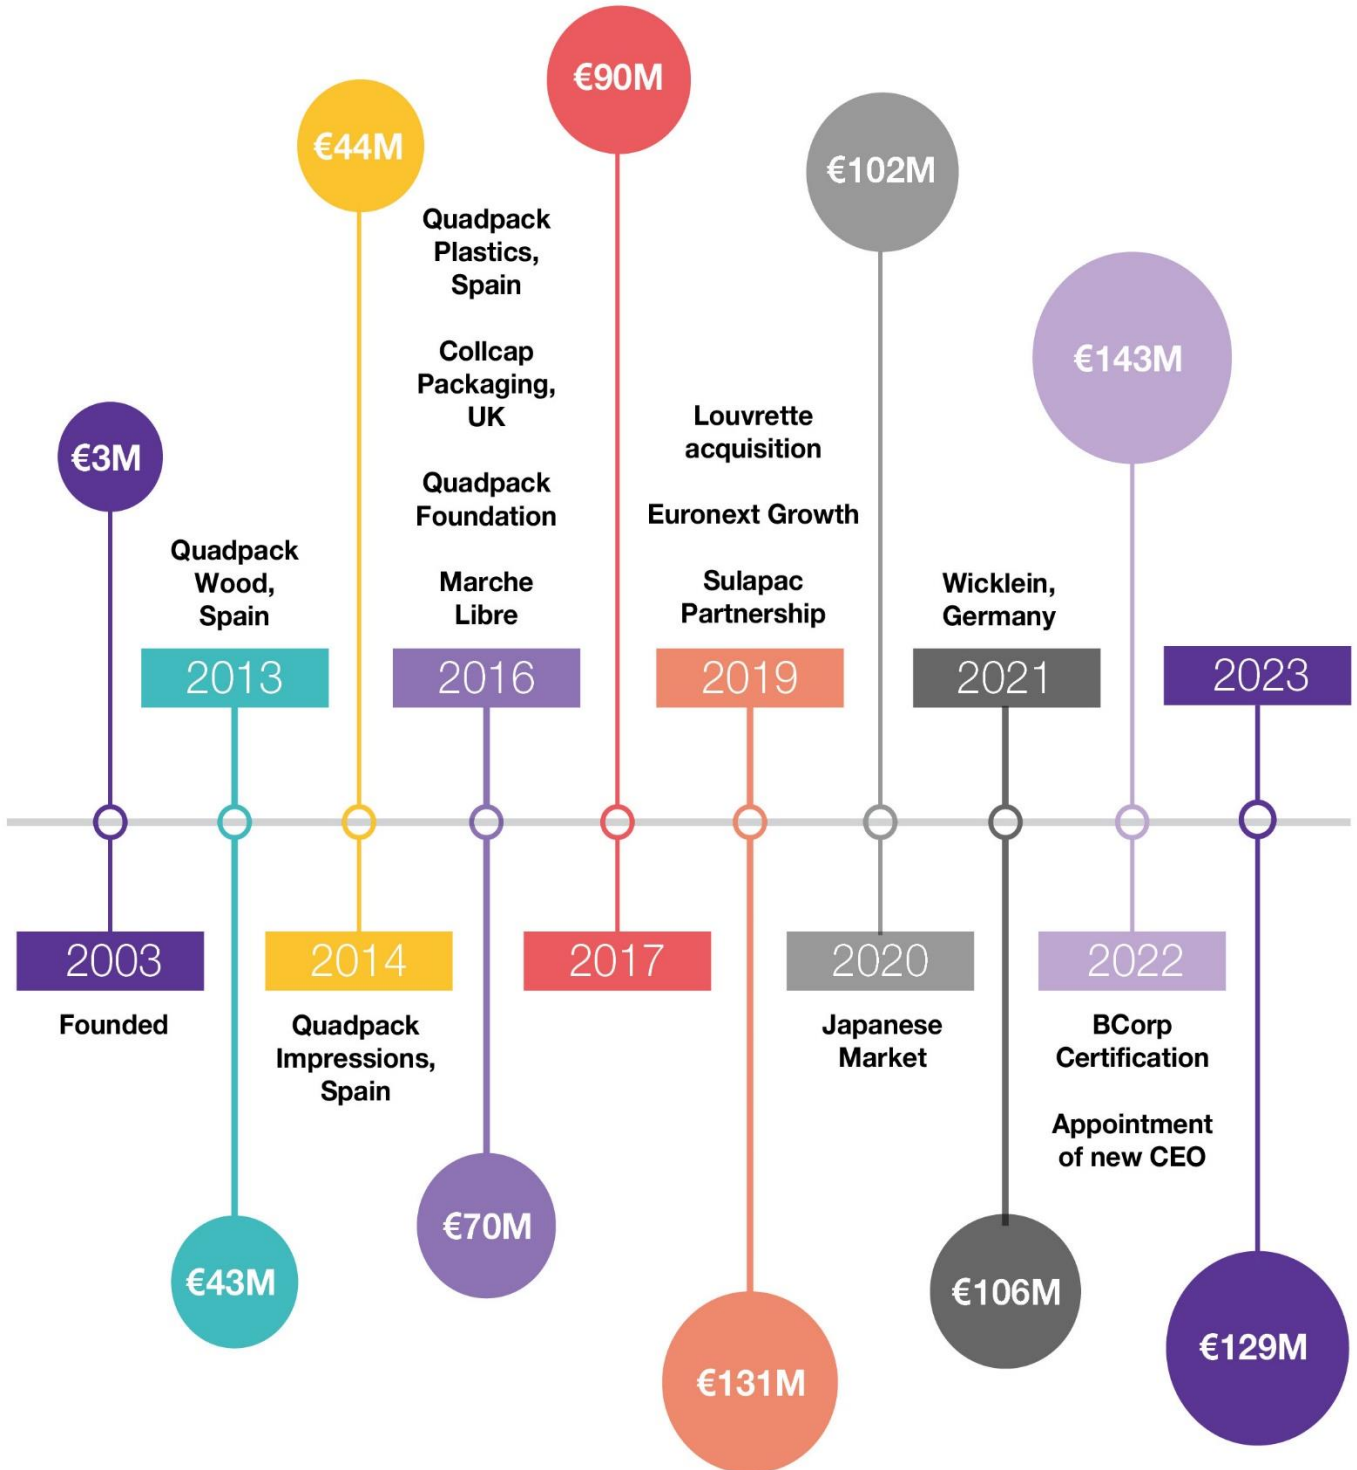 €3M
2003
Founded
Quadpack
Wood,
Spain
2013
€43M
€44M
2014
Quadpack
Impressions,
Spain
Quadpack
Plastics,
Spain
Collcap
Packaging,
UK
Quadpack
Foundation
Marche
Libre
2016
€70M
€90M
2017
Louvrette
acquisition
Euronext Growth
Sulapac
Partnership
2019
€131M
€102M
2020
Japanese
Market
Wicklein,
Germany
2021
€106M
€143M
2022
BCorp
Certification
Appointment
of new CEO
2023
€129M